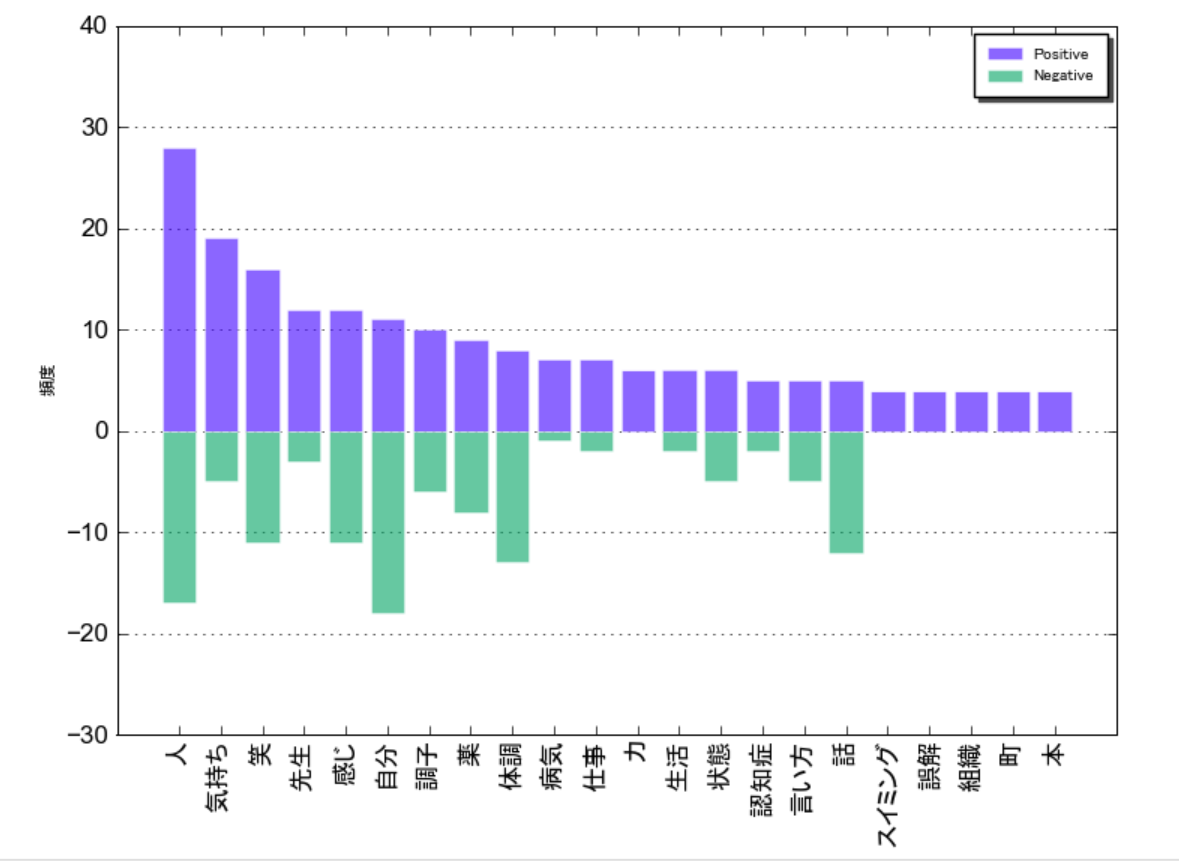 40
30
20
10
0
−10
−20
−30
頻度
Positive
Negative
人
気持ち
笑
先生
感じ
自分
調子
薬
体調
病気
仕事
力
生活
状態
認知症
言い方
話
スイミング
誤解
組織
町
本